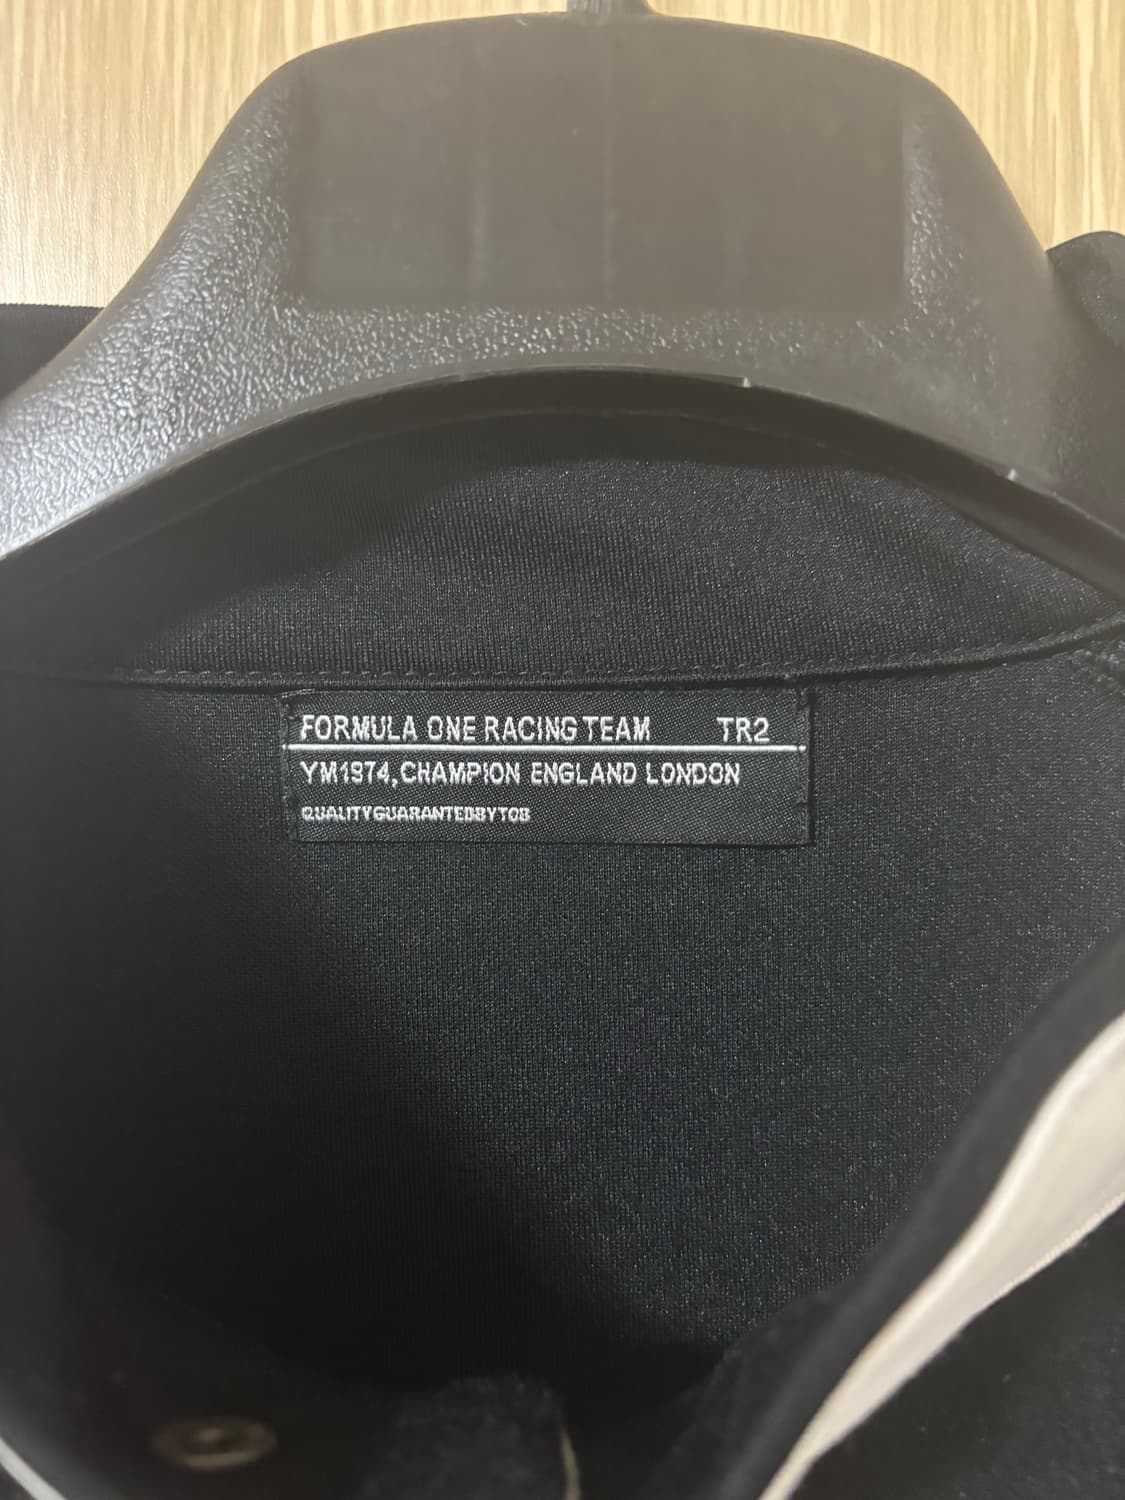 FORMULA ONE RACING TEAM TR2
YM1974,CHAMPION ENGLAND LONDON
QUALITYGUARANTEDBYTOB